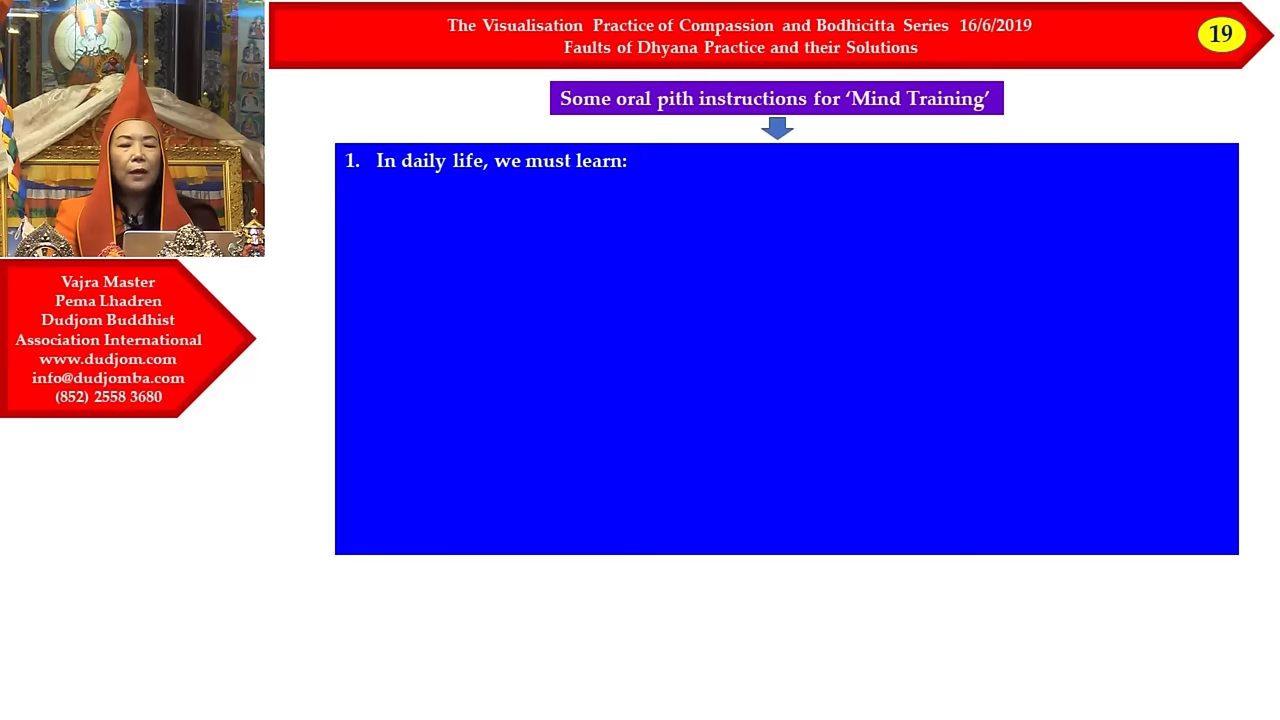 The Visualisation Practice of Compassion and Bodhicitta Series 16/6/2019
Faults of Dhyana Practice and their Solutions
19
Some oral pith instructions for ‘Mind Training’
1. In daily life, we must learn:
Vajra Master
Pema Lhadren
Dudjom Buddhist
Association International
www.dudjom.com
info@dudjomba.com
(852) 2558 3680